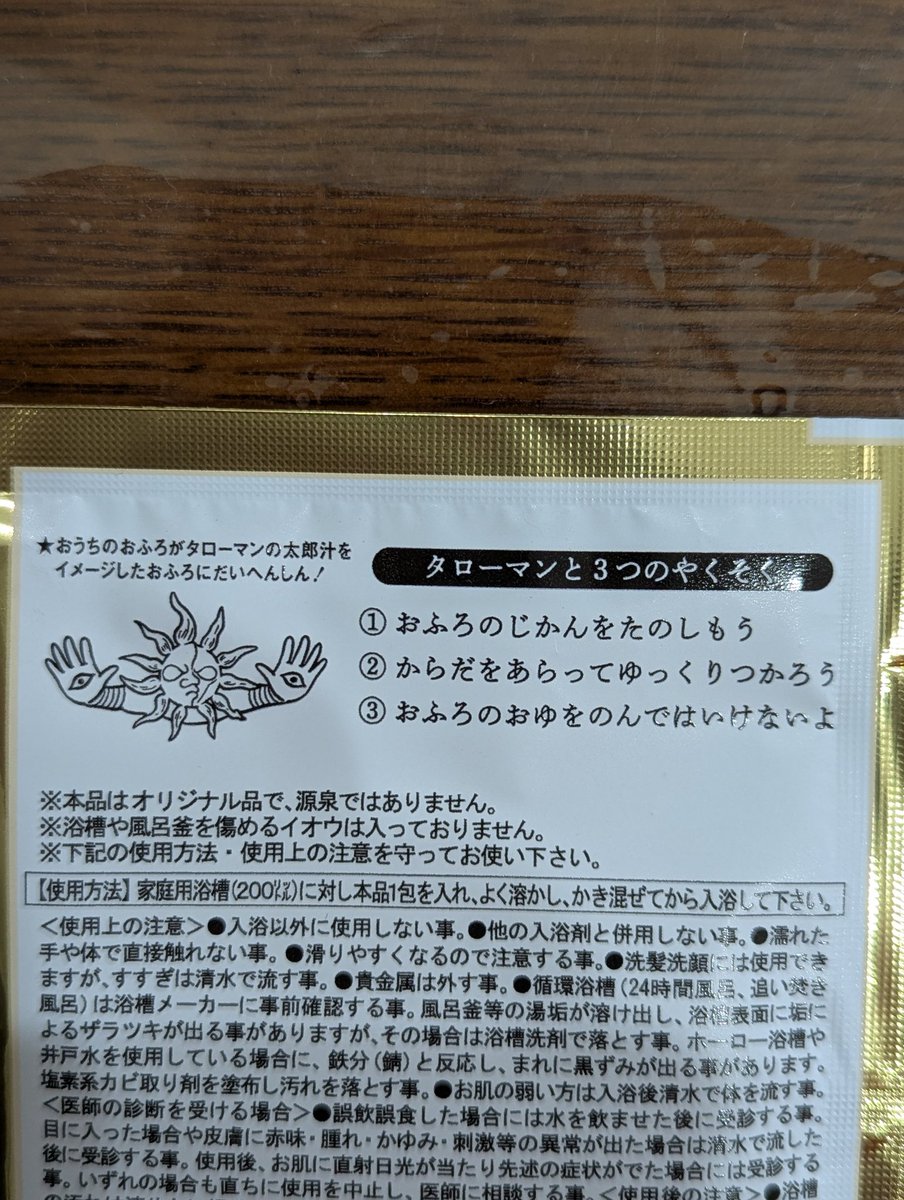 ★おうちのおふろがタローマンの太郎汁を
イメージしたおふろにだいへんしん！
タローマンと3つのやくそく
① おふろのじかんをたのしもう
② からだをあらってゆっくりつかろう
③ おふろのおゆをのんではいけないよ
※本品はオリジナル品で、源泉ではありません。
※浴槽や風呂釜を傷めるイオウは入っておりません。
※下記の使用方法・使用上の注意を守ってお使い下さい。
【使用方法】家庭用浴槽(200㍑)に対し本品1包を入れ、よく溶かし、かき混ぜてから入浴して下さい。
＜使用上の注意＞●入浴以外に使用しない事。●他の入浴剤と併用しない事。●濡れた
手や体で直接触れない事。●滑りやすくなるので注意する事。●洗髪洗顔には使用でき
ますが、すすぎは清水で流す事。●貴金属は外す事。●循環浴槽(24時間風呂、追い焚き
風呂)は浴槽メーカーに事前確認する事。風呂釜等の湯垢が溶け出し、浴槽表面に垢に
よるザラツキが出る事がありますが、その場合は浴槽洗剤で落とす事。ホーロー浴槽や
井戸水を使用している場合に、鉄分(錆)と反応し、まれに黒ずみが出る事があります。
塩素系カビ取り剤を塗布し汚れを落とす事。●お肌の弱い方は入浴後清水で体を流す事。
＜医師の診断を受ける場合＞●誤飲誤食した場合には水を飲ませた後に受診する事。
目に入った場合や皮膚に赤味・腫れ・かゆみ・刺激等の異常が出た場合は清水で流した
後に受診する事。使用後、お肌に直射日光が当たり先述の症状がでた場合には受診する
事。いずれの場合も直ちに使用を中止し、医師に相談する事。＜使用後の注意＞●浴槽